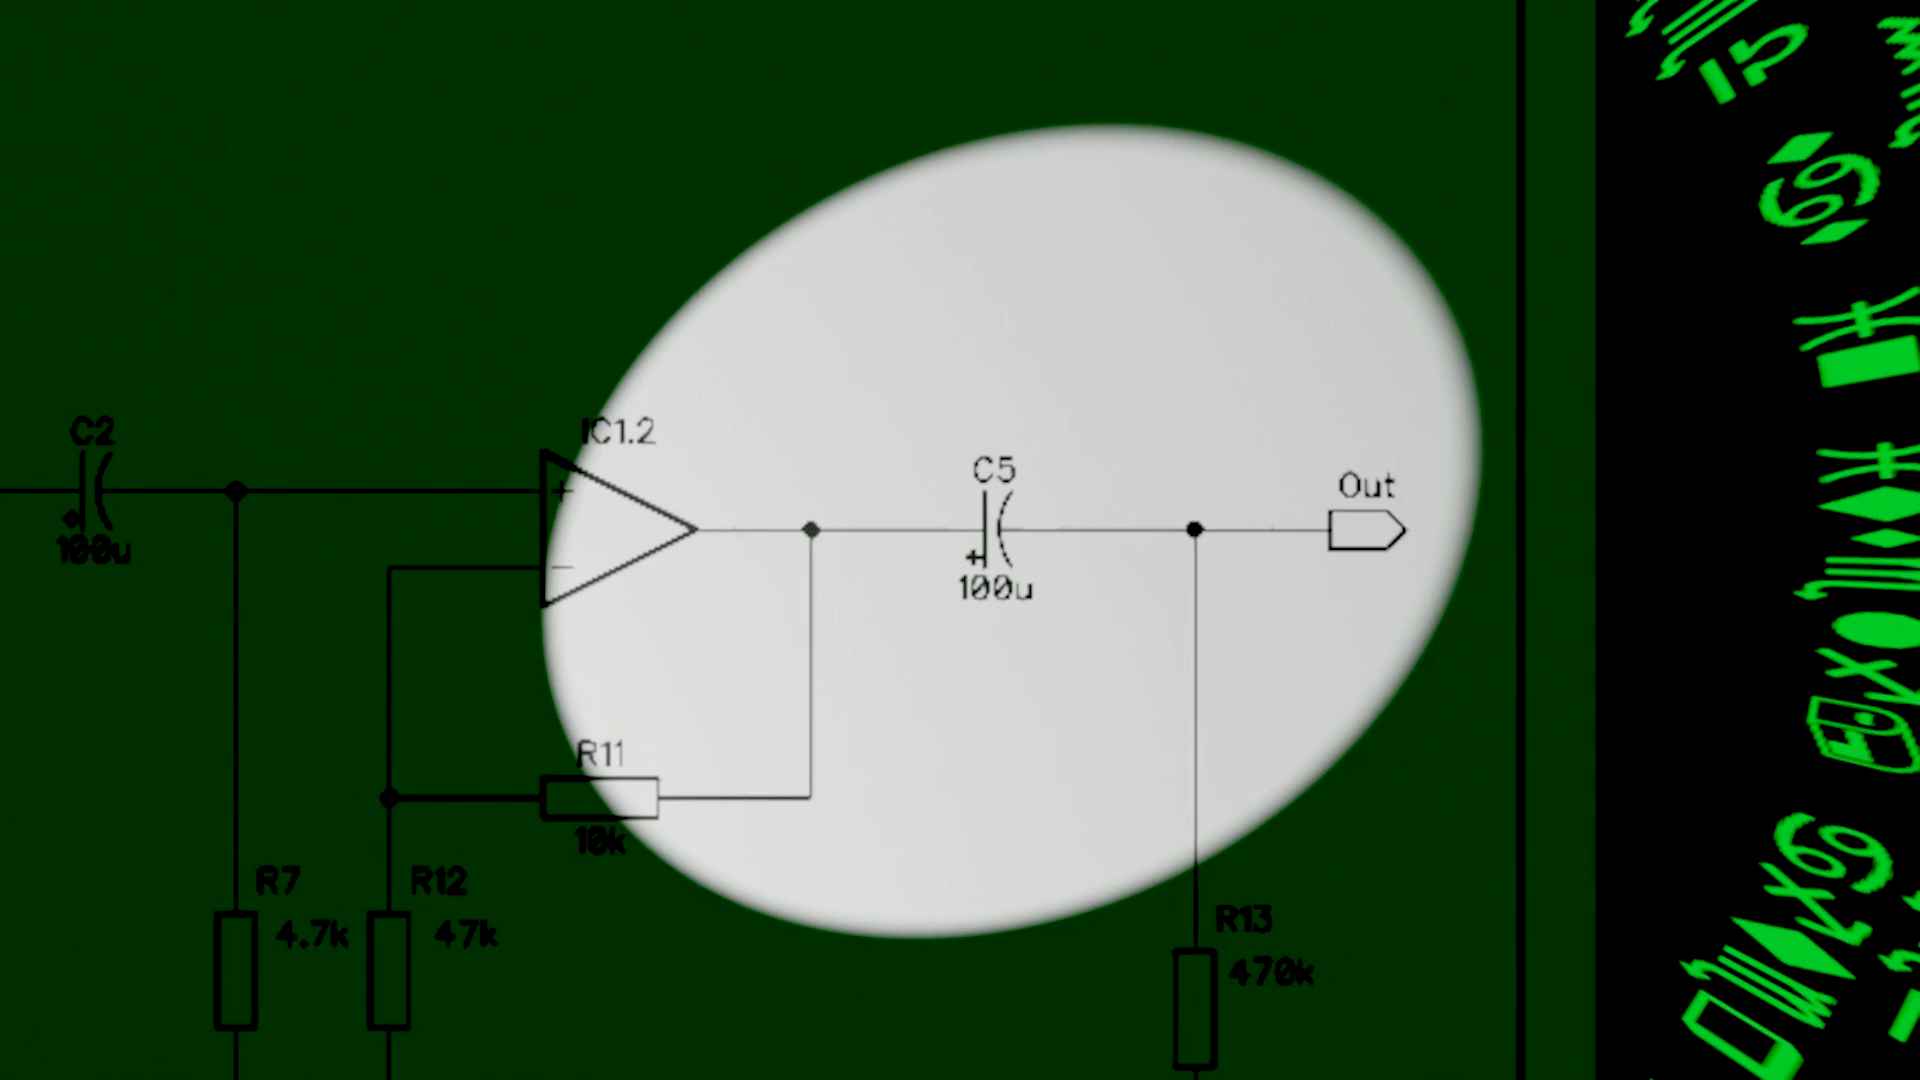 C2
100u
IC1.2
+
−
C5
+
100u
Out
R11
10k
R7
4.7k
R12
47k
R13
470k